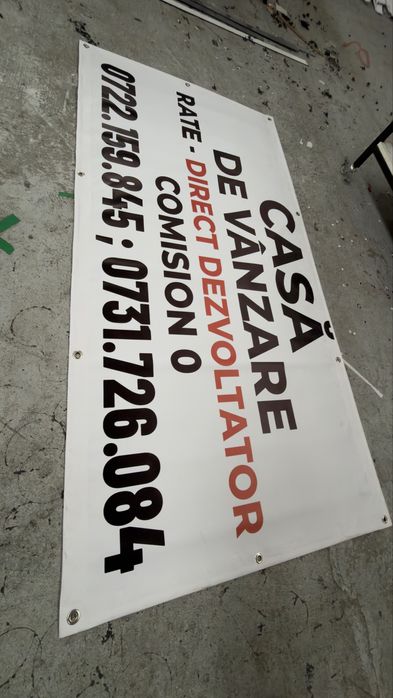 CASĂ
DE VÂNZARE
RATE - DIRECT DEZVOLTATOR
COMISION 0
0722.159.845 ; 0731.726.084